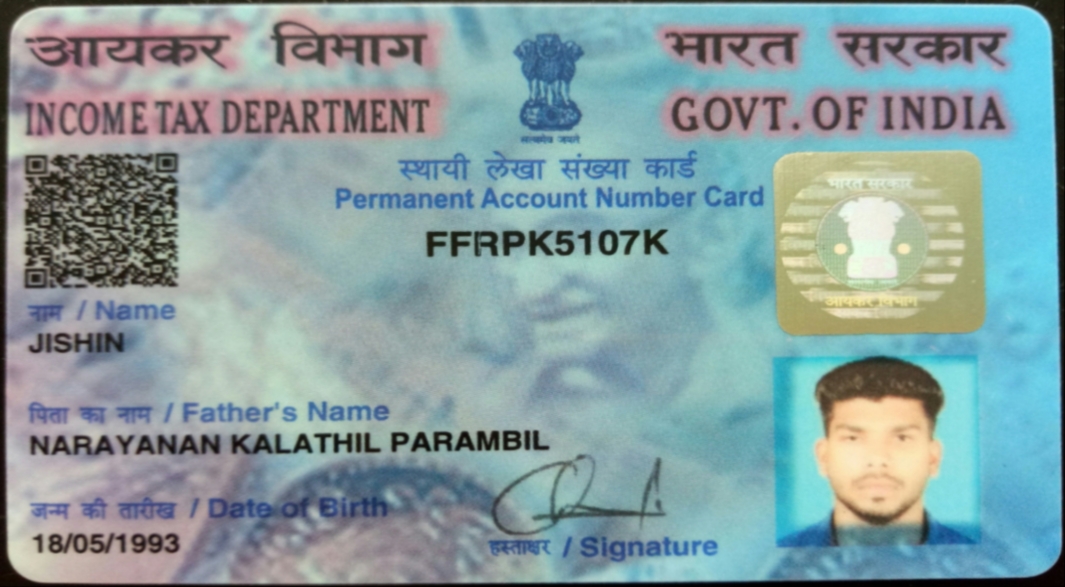 आयकर विभाग
भारत सरकार
INCOME TAX DEPARTMENT
GOVT. OF INDIA
सत्यमेव जयते
स्थायी लेखा संख्या कार्ड
Permanent Account Number Card
FFRPK5107K
भारत सरकार
आयकर विभाग
नाम / Name
JISHIN
पिता का नाम / Father's Name
NARAYANAN KALATHIL PARAMBIL
जन्म की तारीख / Date of Birth
18/05/1993
हस्ताक्षर / Signature